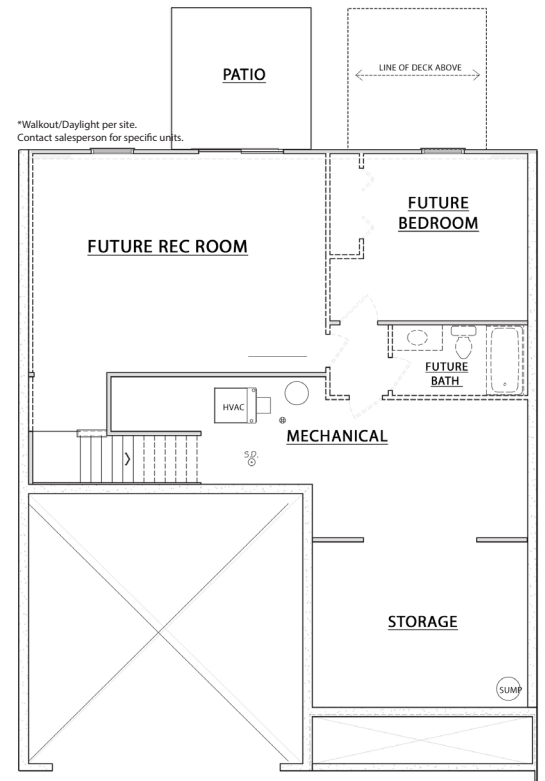 PATIO
LINE OF DECK ABOVE
*Walkout/Daylight per site.
Contact salesperson for specific units.
FUTURE REC ROOM
FUTURE
BEDROOM
FUTURE
BATH
HVAC
MECHANICAL
S.D.
STORAGE
SUMP